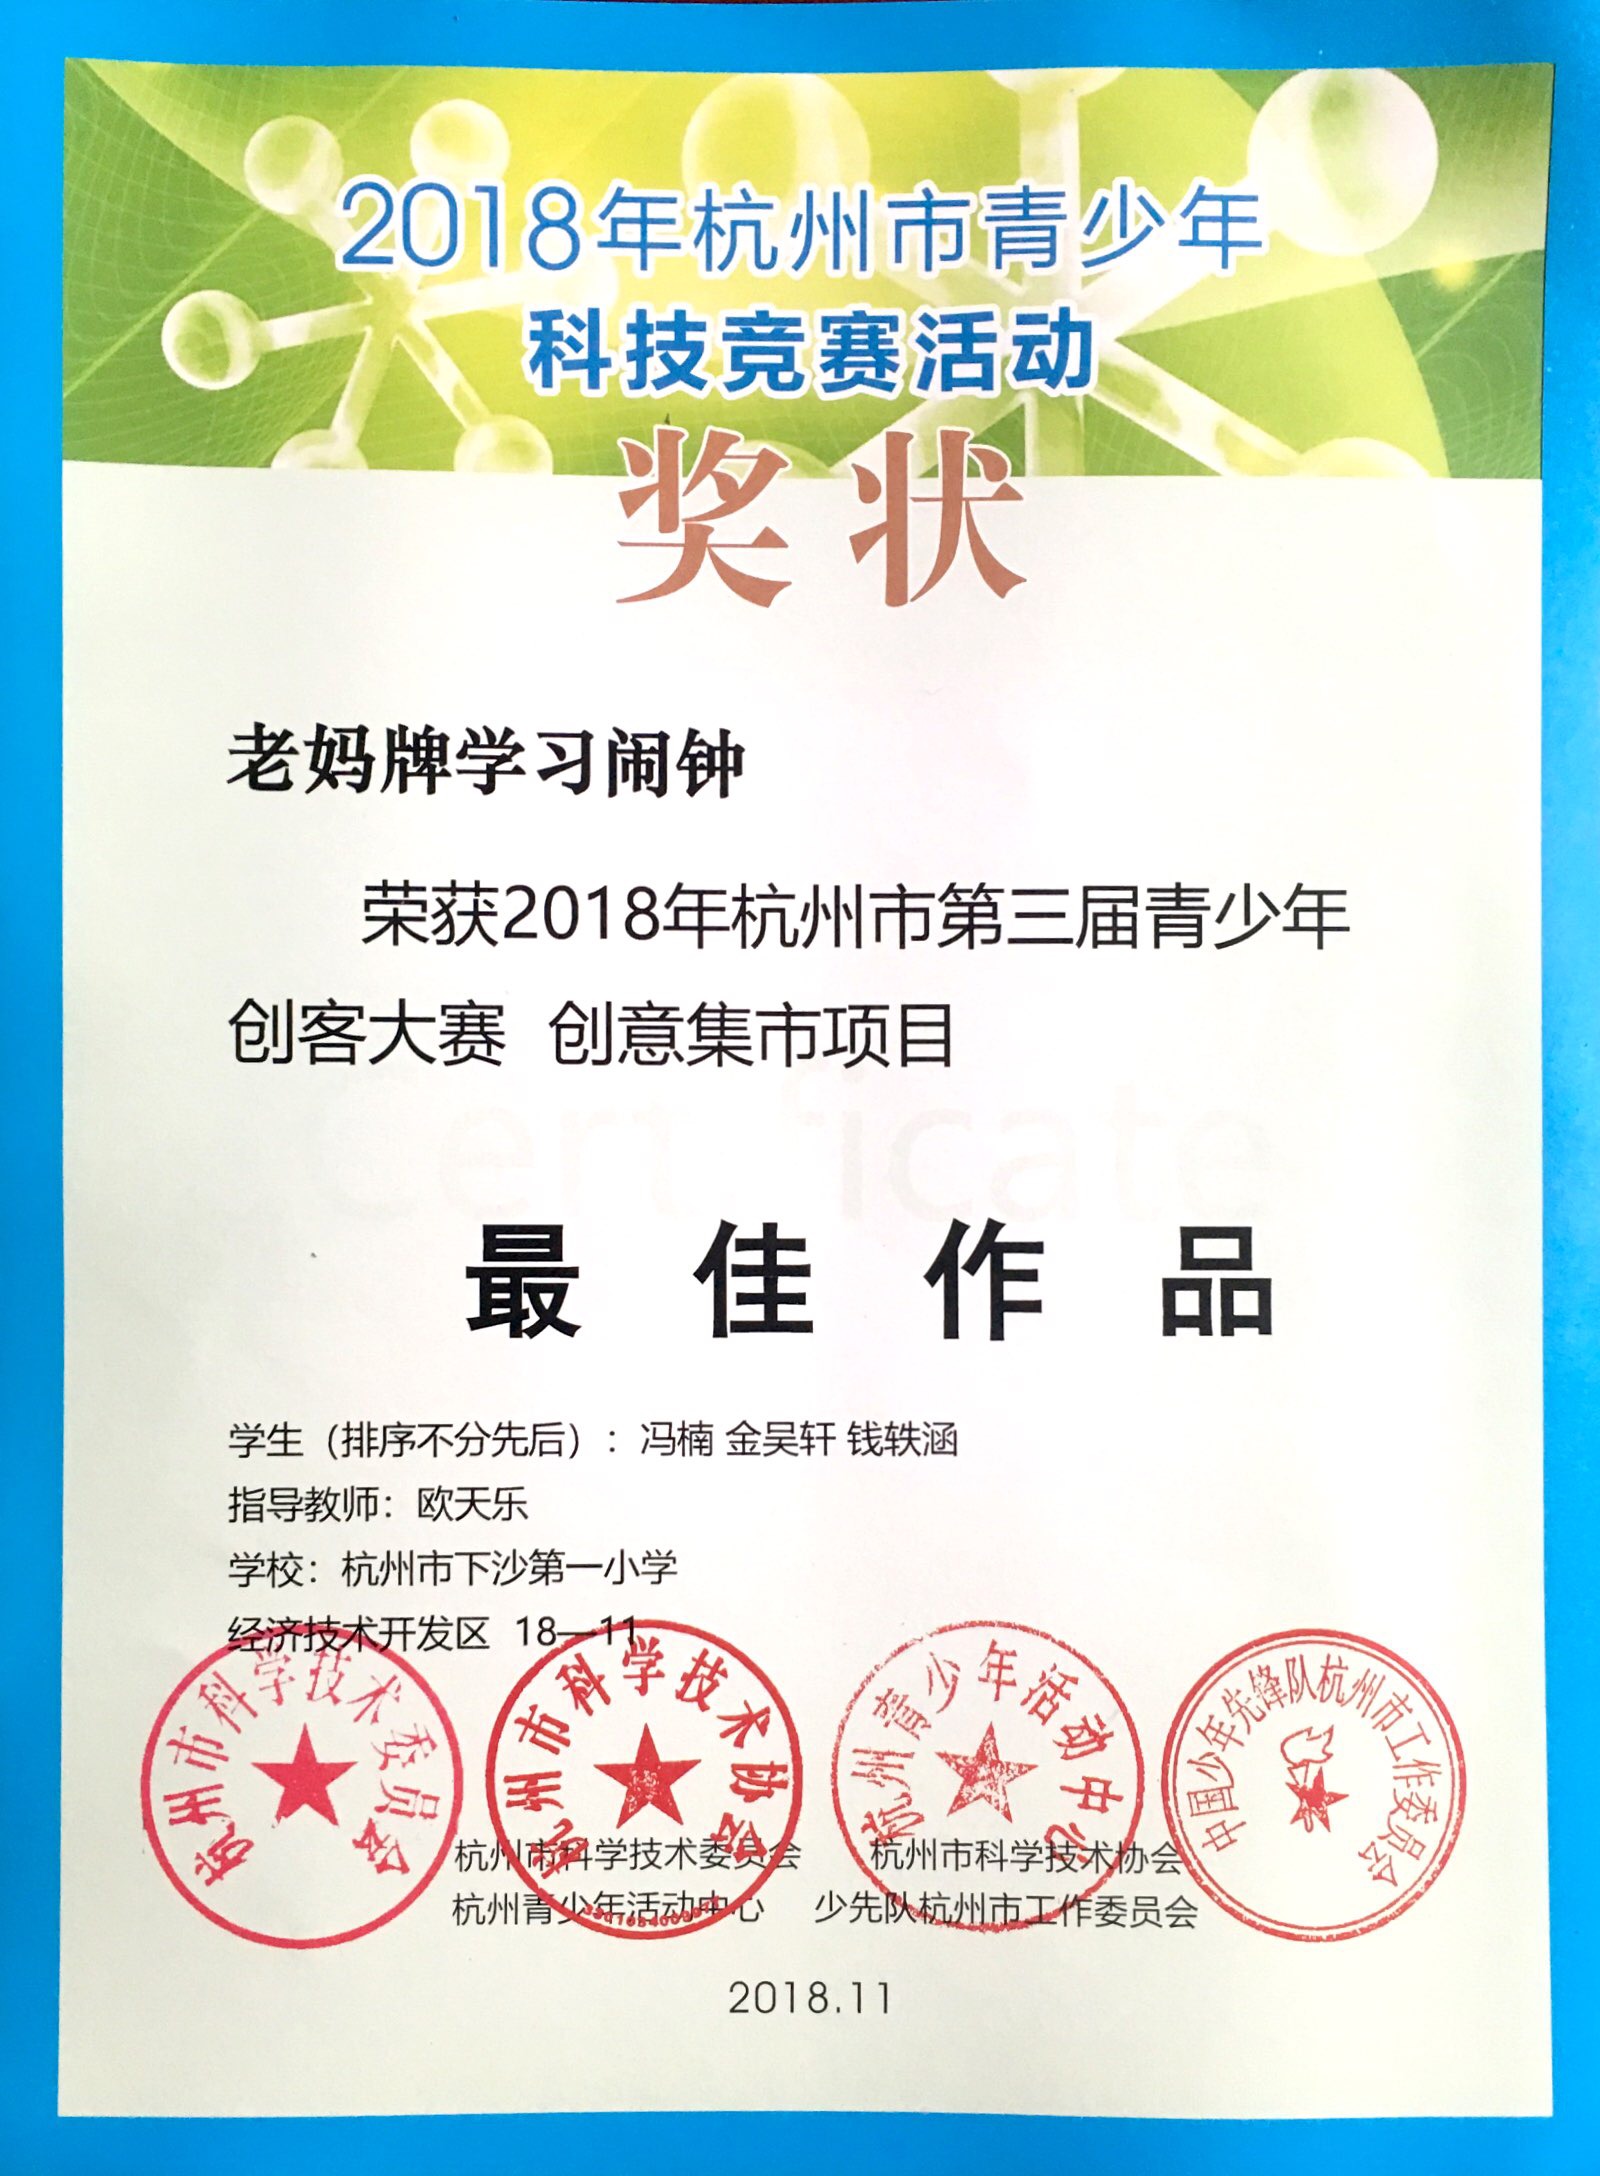 2018年杭州市青少年
科技竞赛活动
奖状
老妈牌学习闹钟
荣获2018年杭州市第三届青少年
创客大赛 创意集市项目
Certificate
最佳作品
学生（排序不分先后）：冯楠 金昊轩 钱轶涵
指导教师：欧天乐
学校：杭州市下沙第一小学
经济技术开发区 18—11
杭州市科学技术委员会
杭州市科学技术协会
杭州青少年活动中心
中国少年先锋队杭州市工作委员会
杭州市科学技术委员会 杭州市科学技术协会
杭州青少年活动中心 少先队杭州市工作委员会
2018.11